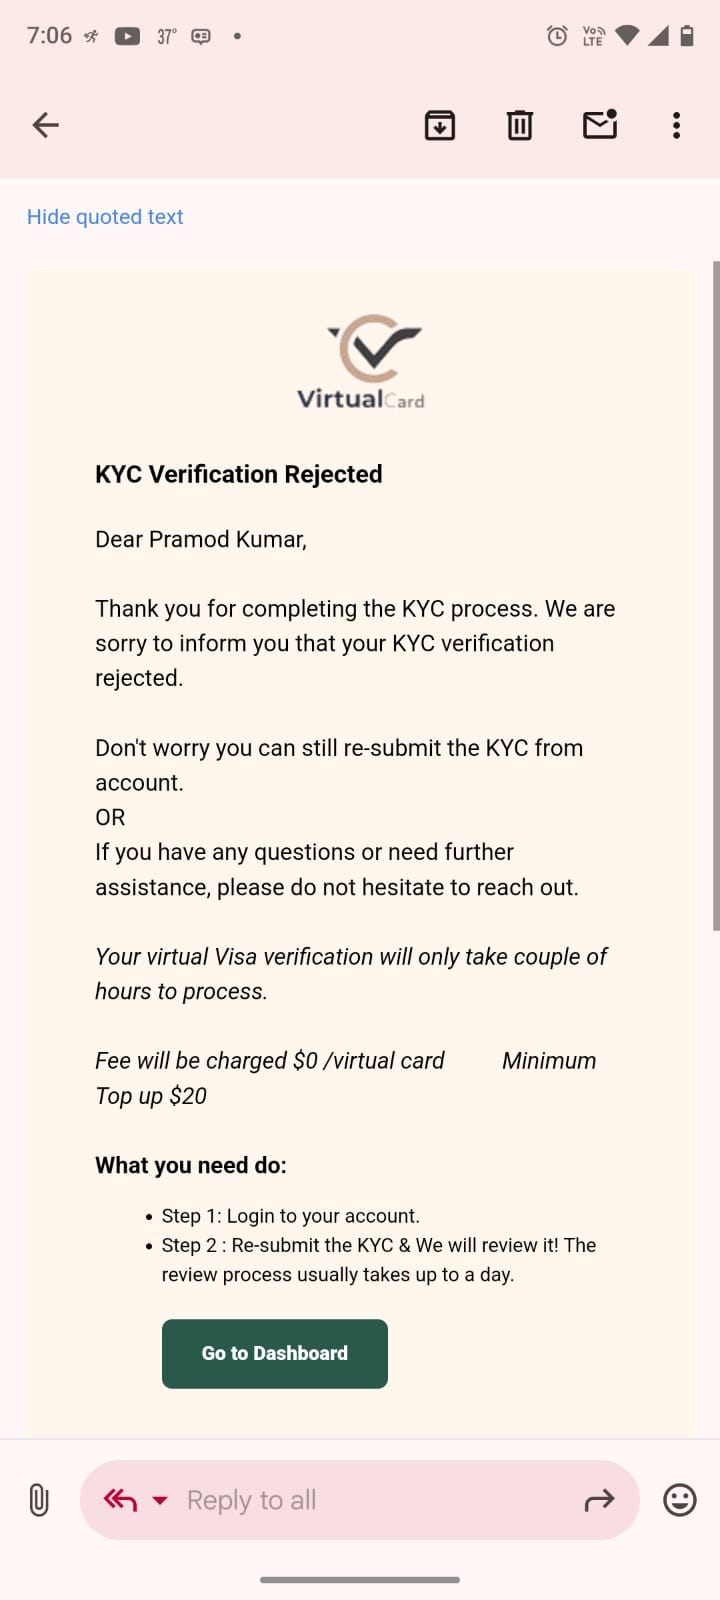 7:06
37°
Vo
LTE
Hide quoted text
VirtualCard
KYC Verification Rejected
Dear Pramod Kumar,
Thank you for completing the KYC process. We are
sorry to inform you that your KYC verification
rejected.
Don't worry you can still re-submit the KYC from
account.
OR
If you have any questions or need further
assistance, please do not hesitate to reach out.
Your virtual Visa verification will only take couple of
hours to process.
Fee will be charged $0 /virtual card Minimum
Top up $20
What you need do:
• Step 1: Login to your account.
• Step 2 : Re-submit the KYC & We will review it! The
review process usually takes up to a day.
Go to Dashboard
Reply to all